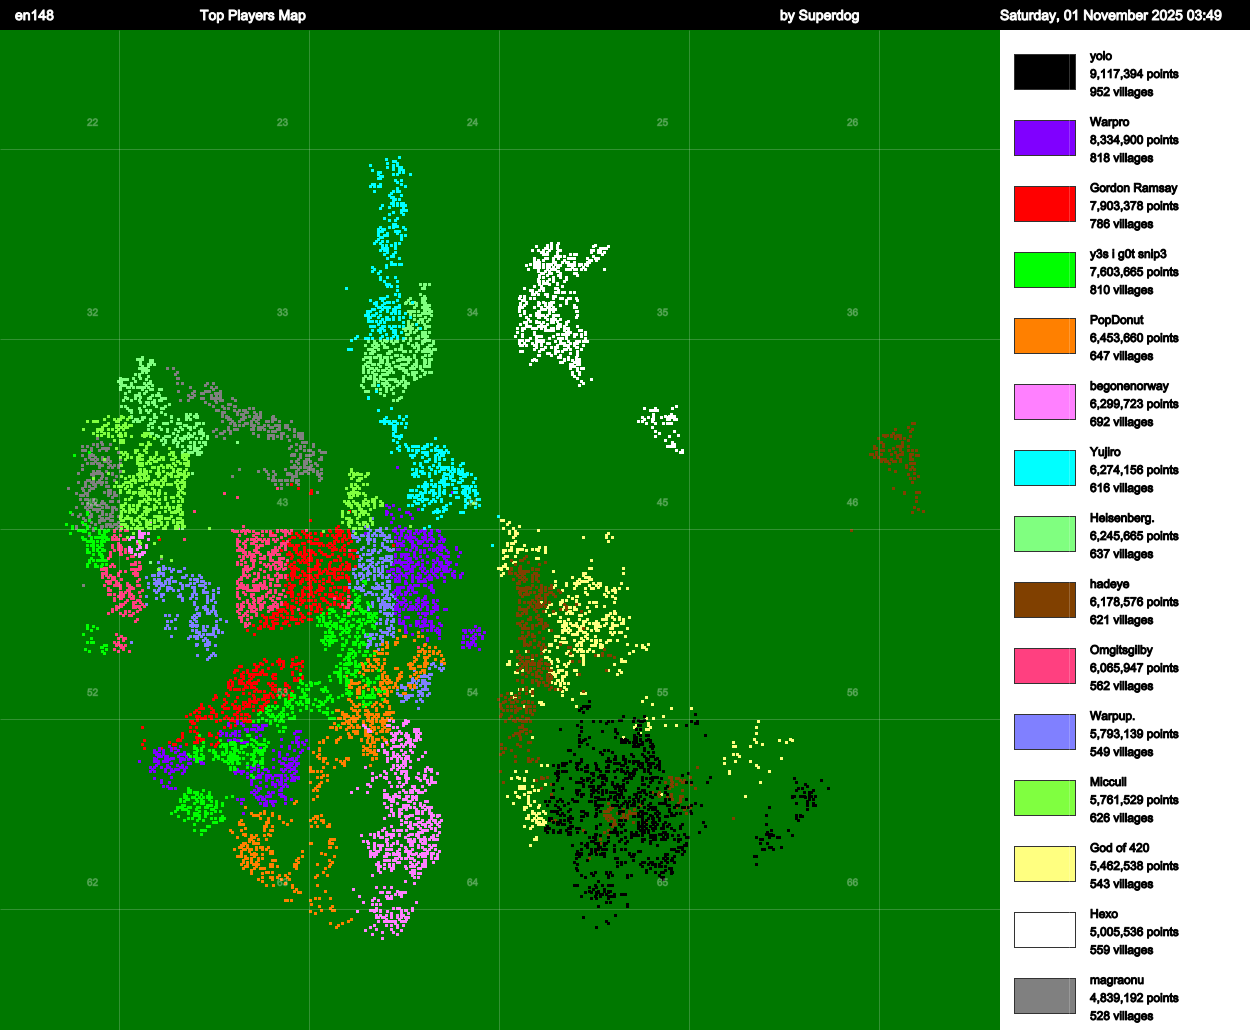 en148 Top Players Map by Superdog Saturday, 01 November 2025 03:49
yolo
9,117,394 points
952 villages
22 23 24 25 26
Warpro
8,334,900 points
818 villages
Gordon Ramsay
7,903,378 points
786 villages
y3s I g0t snip3
7,603,665 points
810 villages
32 33 34 35 36
PopDonut
6,453,660 points
647 villages
begonenorway
6,299,723 points
692 villages
Yujiro
6,274,156 points
616 villages
43 45 46
Heisenberg.
6,245,665 points
637 villages
hadeye
6,178,576 points
621 villages
Omgitsgilby
6,065,947 points
562 villages
52 53 54 55 56
Warpup.
5,793,139 points
549 villages
Miccull
5,761,529 points
626 villages
God of 420
5,462,538 points
543 villages
62 64 65 66
Hexo
5,005,536 points
559 villages
magraonu
4,839,192 points
528 villages